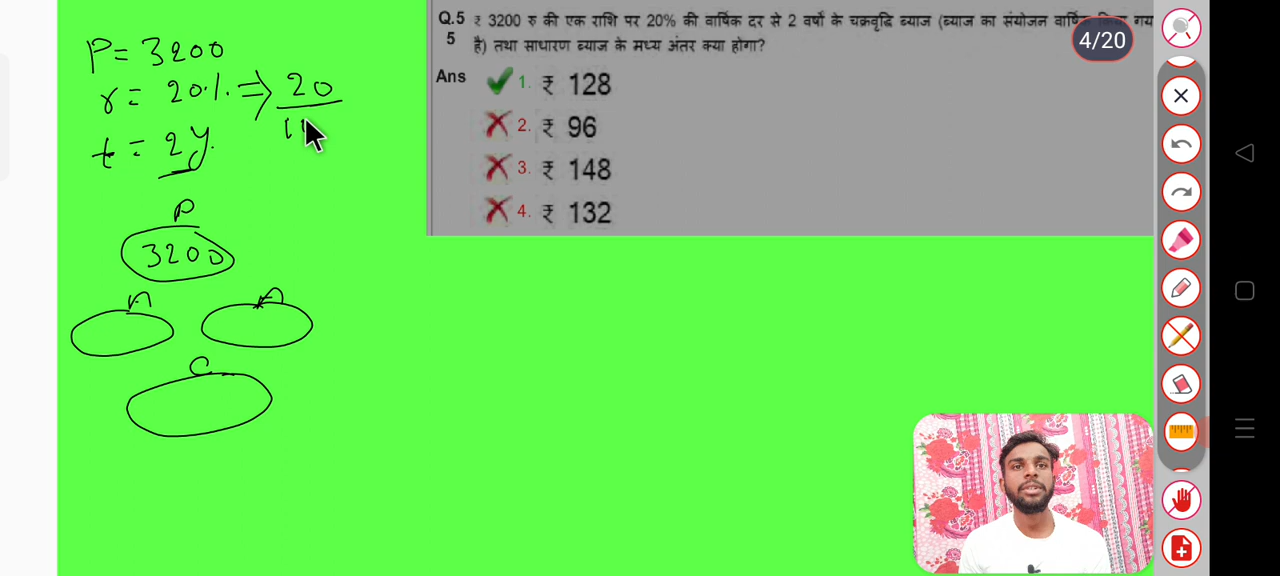 P = 3200
r = 20% ⇒ 20
t = 2y.
P
3200
Q.5 ₹ 3200 रु की एक राशि पर 20% की वार्षिक दर से 2 वर्षों के चक्रवृद्धि ब्याज (ब्याज का संयोजन
5 है) तथा साधारण ब्याज के मध्य अंतर क्या होगा?
4/20
Ans 1. ₹ 128
2. ₹ 96
3. ₹ 148
4. ₹ 132